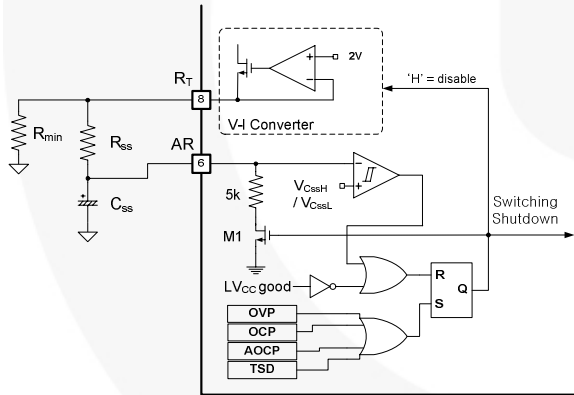 RT
8
2V
V-I Converter
'H' = disable
Rmin
Rss
AR
6
Css
5k
VCssH
/ VCssL
M1
Switching
Shutdown
LVCC good
R
Q
S
OVP
OCP
AOCP
TSD
+
-
-
+
+